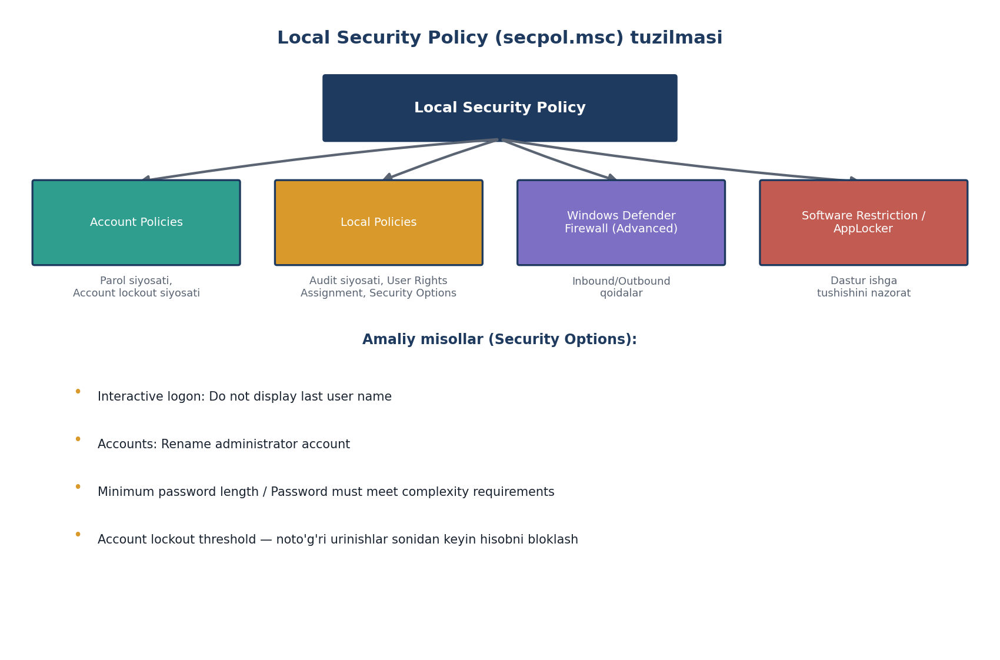 Local Security Policy (secpol.msc) tuzilmasi
Local Security Policy
Account Policies
Parol siyosati,
Account lockout siyosati
Local Policies
Audit siyosati, User Rights
Assignment, Security Options
Windows Defender
Firewall (Advanced)
Inbound/Outbound
qoidalar
Software Restriction /
AppLocker
Dastur ishga
tushishini nazorat
Amaliy misollar (Security Options):
• Interactive logon: Do not display last user name
• Accounts: Rename administrator account
• Minimum password length / Password must meet complexity requirements
• Account lockout threshold — noto'g'ri urinishlar sonidan keyin hisobni bloklash